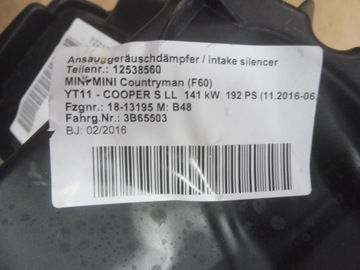 Ansauggeräuschdämpfer / intake silencer
Teilenr.: 12538560
MINI MINI Countryman (F60)
YT11 - COOPER S LL 141 kW 192 PS (11.2016-06
Fzgnr.: 18-13195 M: B48
Fahrg.Nr.: 3B65503
BJ: 02/2016